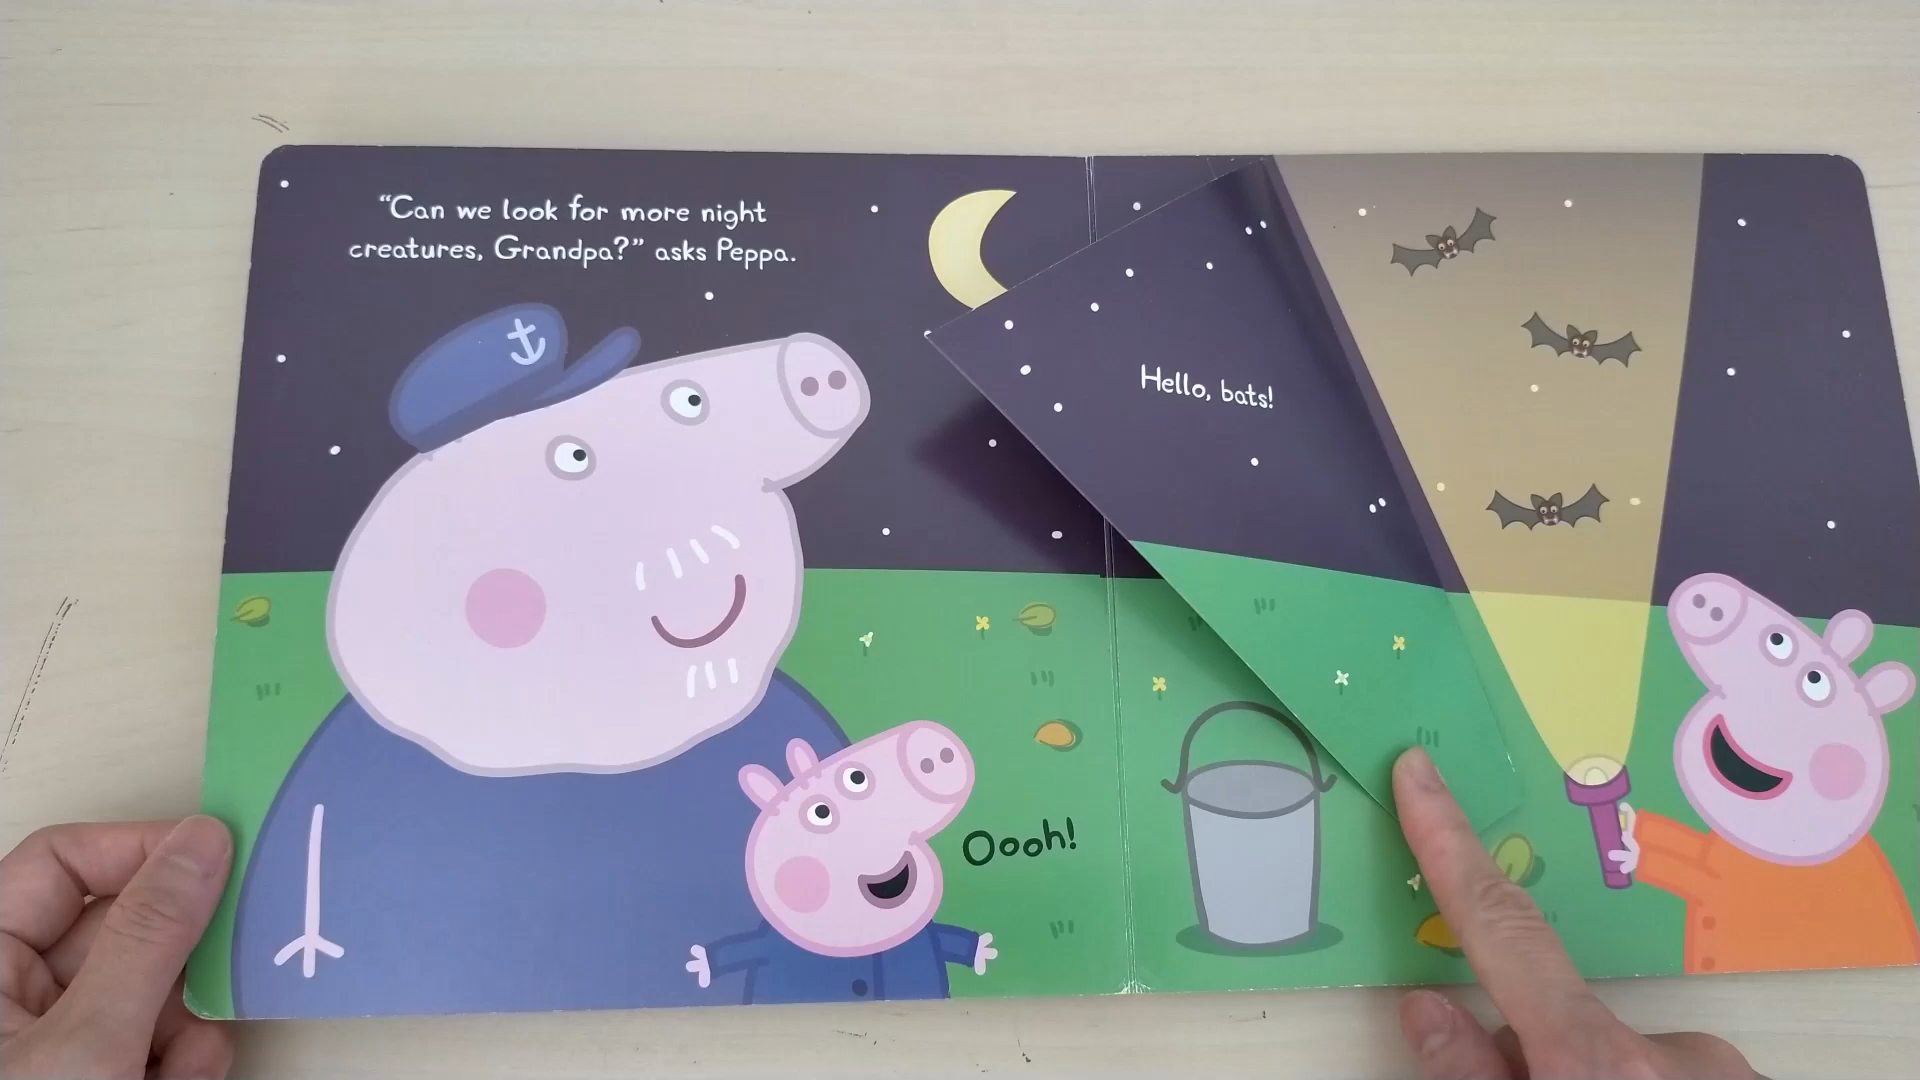 “Can we look for more night
creatures, Grandpa?” asks Peppa.
Hello, bats!
Oooh!